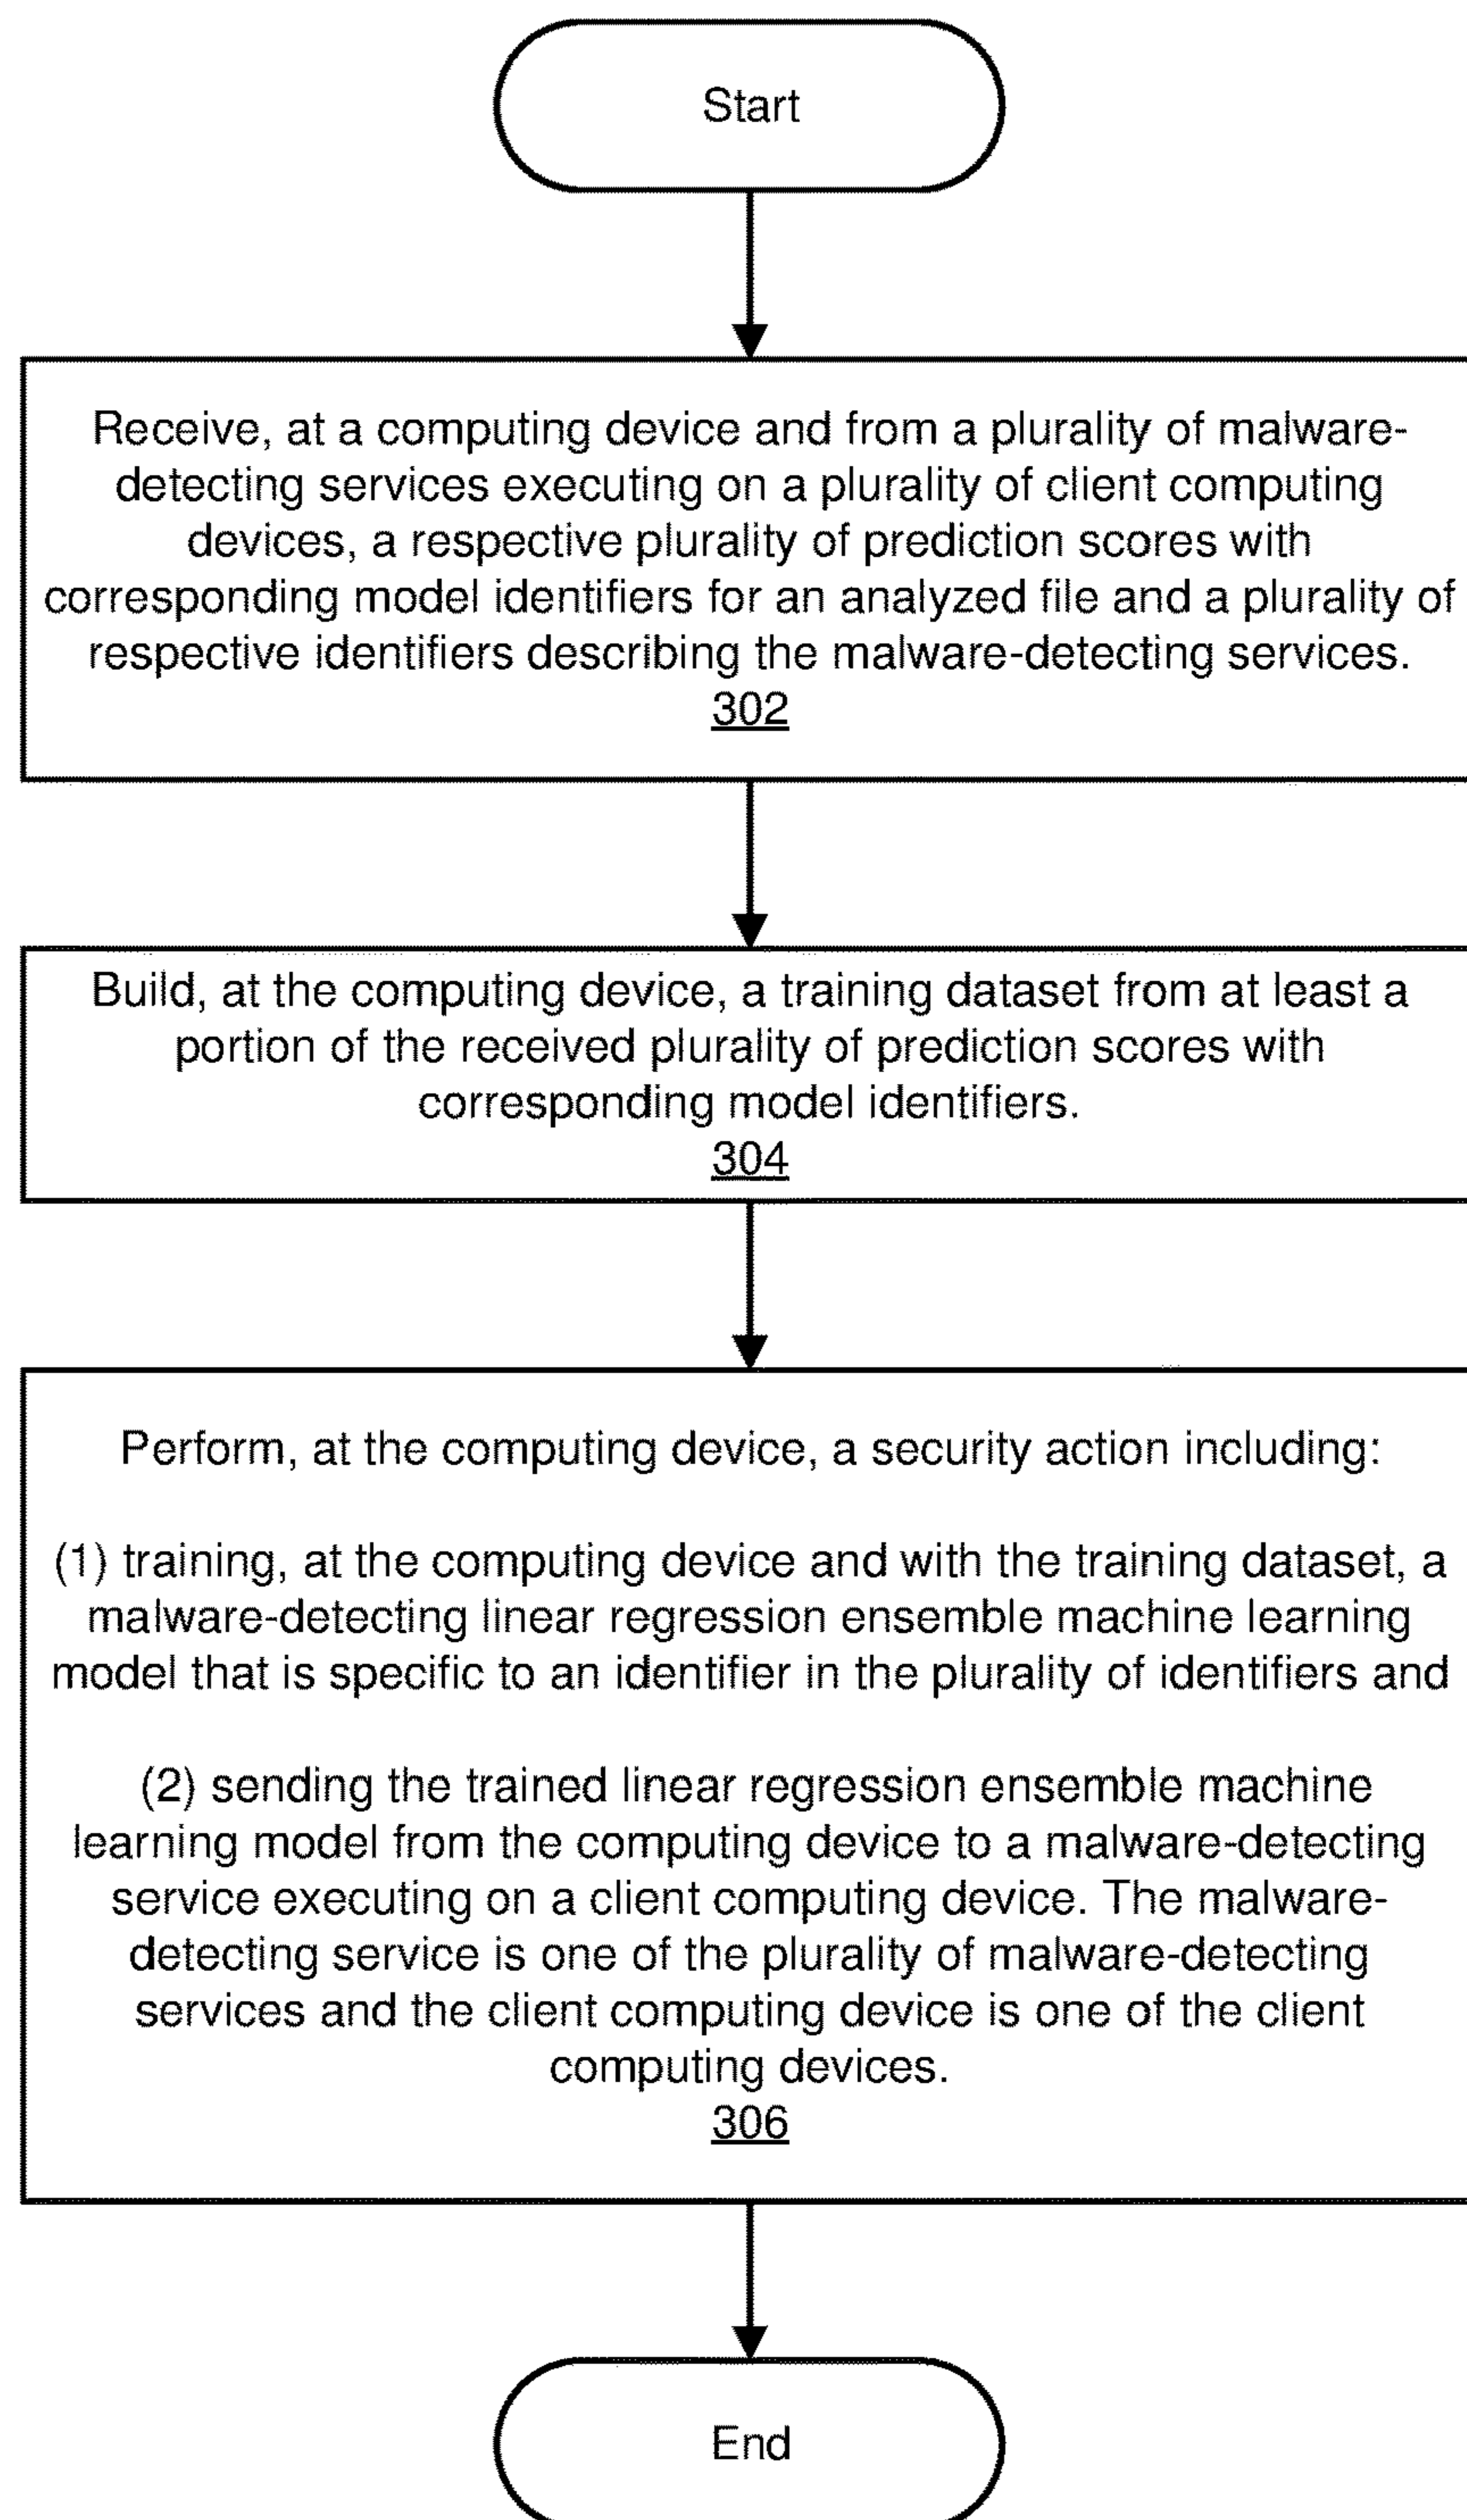 Start
Receive, at a computing device and from a plurality of malware-
detecting services executing on a plurality of client computing
devices, a respective plurality of prediction scores with
corresponding model identifiers for an analyzed file and a plurality of
respective identifiers describing the malware-detecting services.
302
Build, at the computing device, a training dataset from at least a
portion of the received plurality of prediction scores with
corresponding model identifiers.
304
Perform, at the computing device, a security action including:
(1) training, at the computing device and with the training dataset, a
malware-detecting linear regression ensemble machine learning
model that is specific to an identifier in the plurality of identifiers and
(2) sending the trained linear regression ensemble machine
learning model from the computing device to a malware-detecting
service executing on a client computing device. The malware-
detecting service is one of the plurality of malware-detecting
services and the client computing device is one of the client
computing devices.
306
End